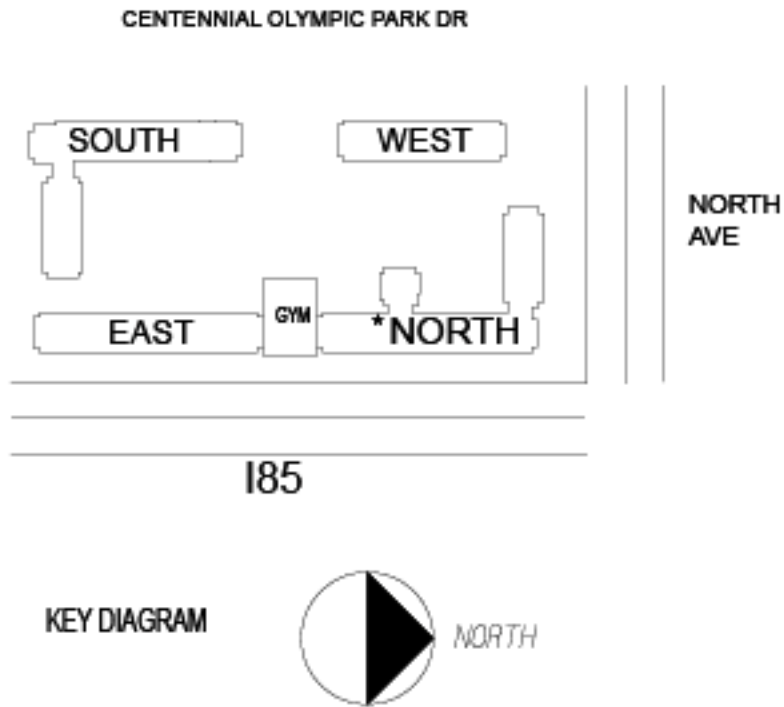 CENTENNIAL OLYMPIC PARK DR
SOUTH
WEST
NORTH
AVE
EAST
GYM
*NORTH
I85
KEY DIAGRAM
NORTH